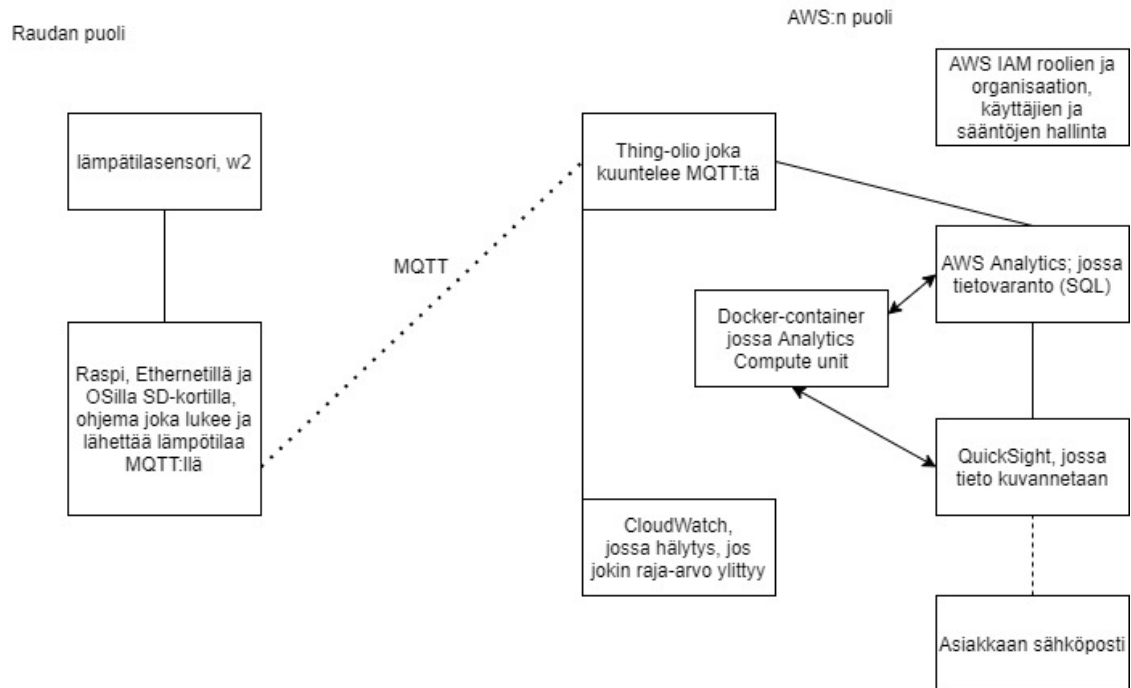 Raudan puoli
AWS:n puoli
AWS IAM roolien ja
organisaation,
käyttäjien ja
sääntöjen hallinta
lämpätilasensori, w2
Thing-olio joka
kuuntelee MQTT:tä
MQTT
AWS Analytics; jossa
tietovaranto (SQL)
Docker-container
jossa Analytics
Compute unit
Raspi, Ethernetillä ja
OSilla SD-kortilla,
ohjema joka lukee ja
lähettää lämpötilaa
MQTT:llä
QuickSight, jossa
tieto kuvannetaan
CloudWatch,
jossa hälytys, jos
jokin raja-arvo ylittyy
Asiakkaan sähköposti